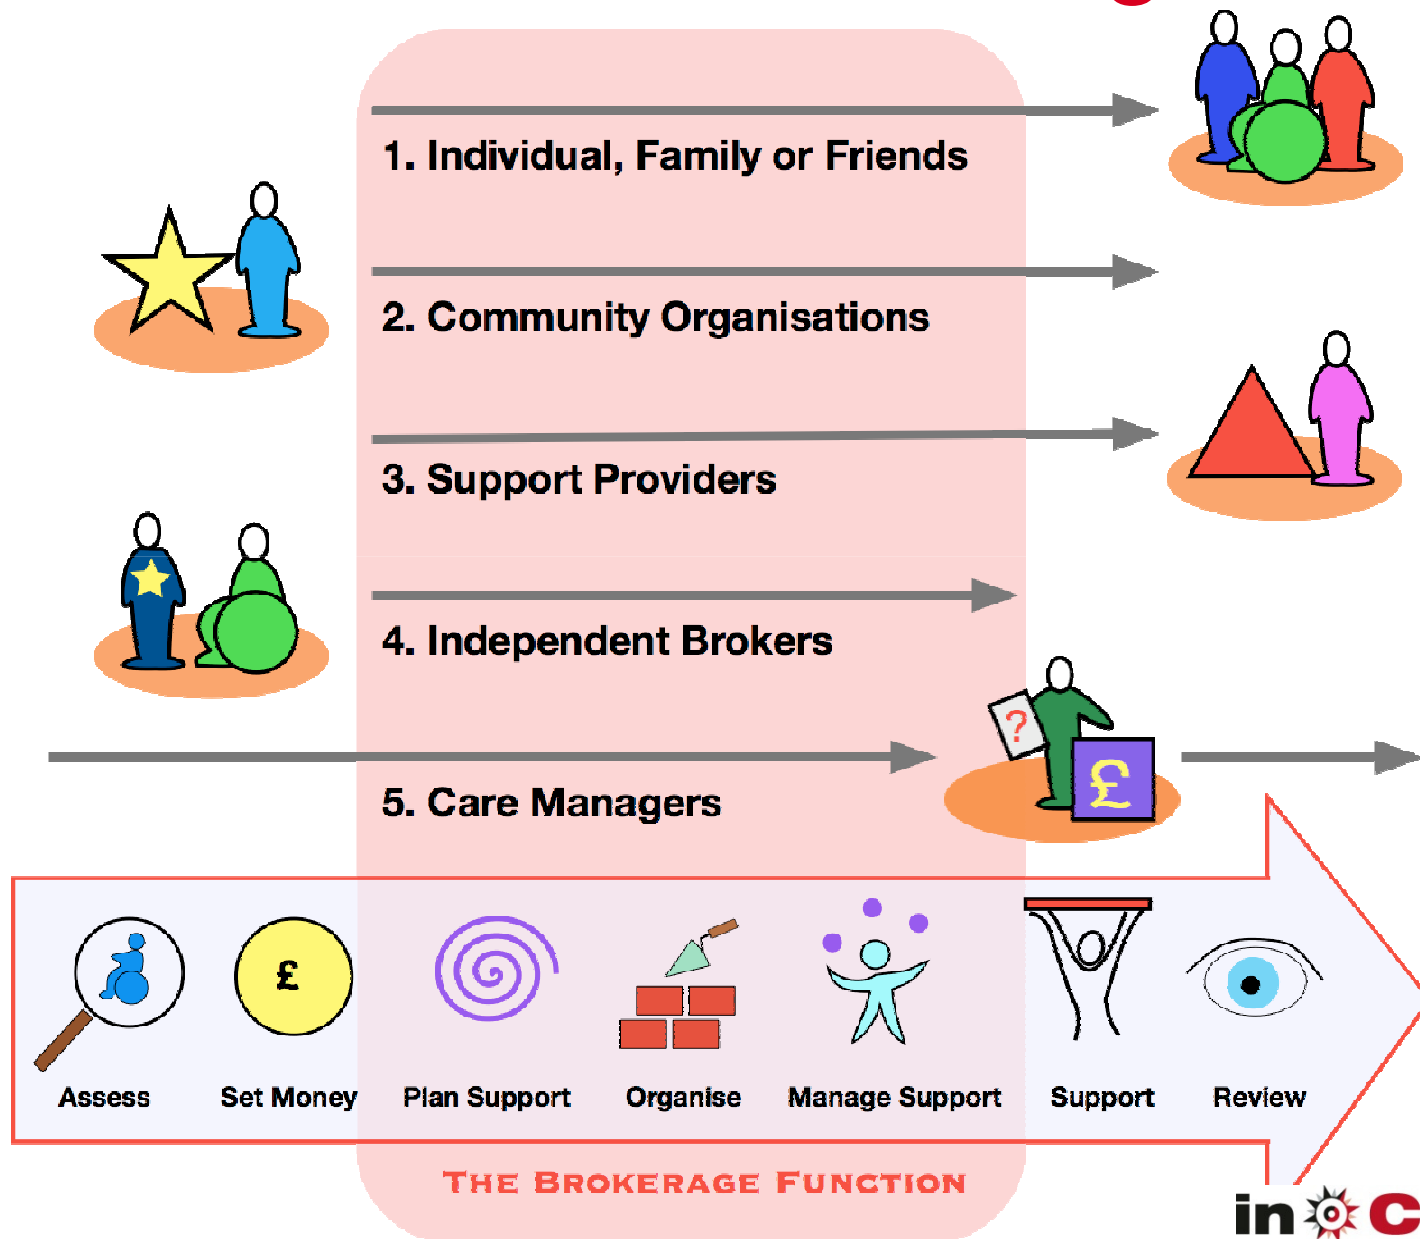 1. Individual, Family or Friends
2. Community Organisations
3. Support Providers
4. Independent Brokers
?
£
5. Care Managers
£
Assess
Set Money
Plan Support
Organise
Manage Support
Support
Review
THE BROKERAGE FUNCTION
in C